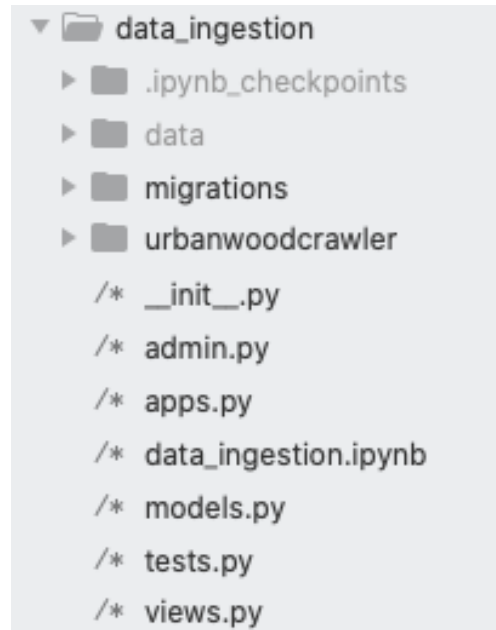 data_ingestion
.ipynb_checkpoints
data
migrations
urbanwoodcrawler
/* __init__.py
/* admin.py
/* apps.py
/* data_ingestion.ipynb
/* models.py
/* tests.py
/* views.py